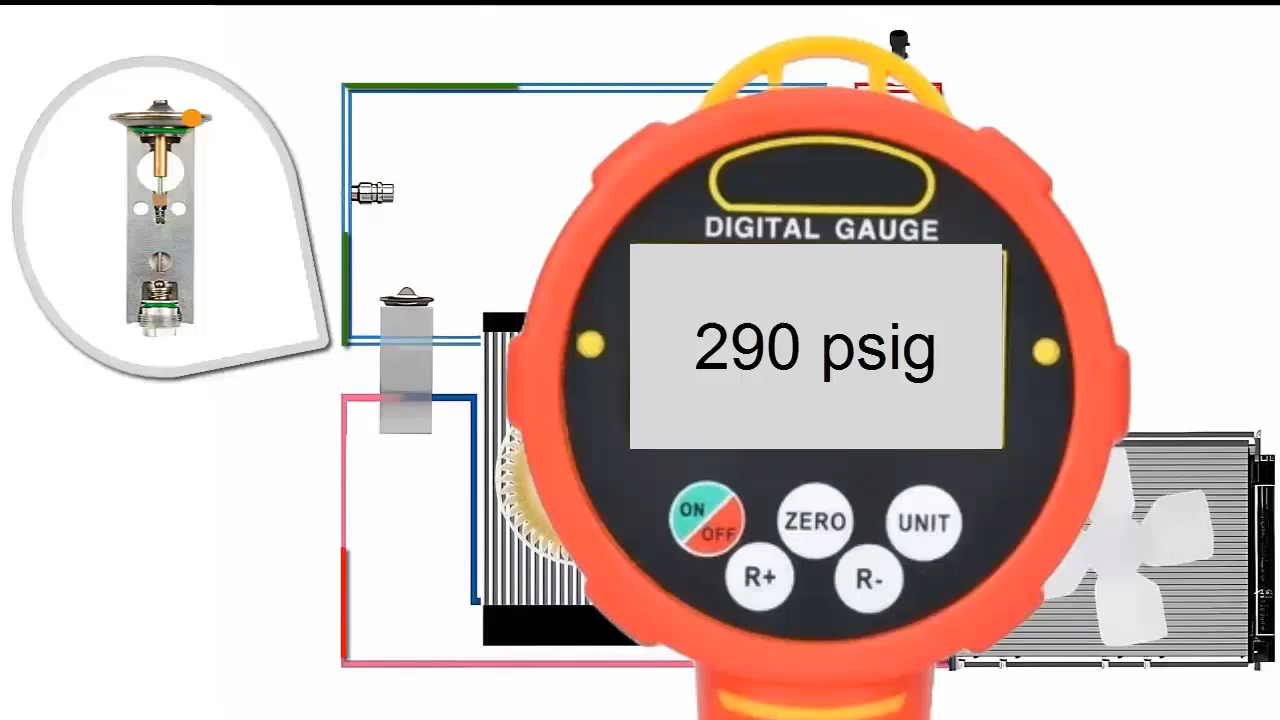 DIGITAL GAUGE
290 psig
ON
OFF
ZERO
UNIT
R+
R-